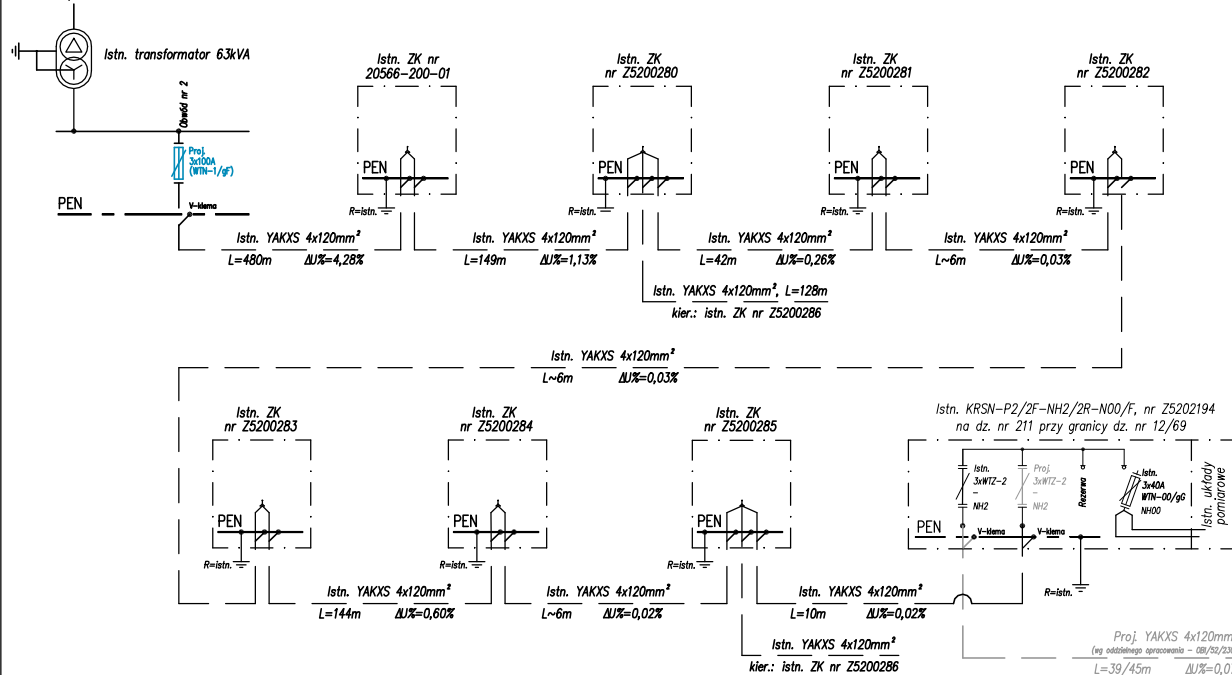 Istn. transformator 63kVA
Obwód nr 2
Proj.
3x100A
(WTN-1/gF)
PEN
V-klema
Istn. ZK nr
20566-200-01
PEN
R=istn.
Istn. ZK
nr Z5200280
PEN
R=istn.
Istn. ZK
nr Z5200281
PEN
R=istn.
Istn. ZK
nr Z5200282
PEN
R=istn.
Istn. YAKXS 4x120mm²
L=480m ΔU%=4,28%
Istn. YAKXS 4x120mm²
L=149m ΔU%=1,13%
Istn. YAKXS 4x120mm²
L=42m ΔU%=0,26%
Istn. YAKXS 4x120mm²
L~6m ΔU%=0,03%
Istn. YAKXS 4x120mm², L=128m
kier.: istn. ZK nr Z5200286
Istn. YAKXS 4x120mm²
L~6m ΔU%=0,03%
Istn. ZK
nr Z5200283
PEN
R=istn.
Istn. ZK
nr Z5200284
PEN
R=istn.
Istn. ZK
nr Z5200285
PEN
R=istn.
Istn. KRSN-P2/2F-NH2/2R-N00/F, nr Z5202194
na dz. nr 211 przy granicy dz. nr 12/69
Istn.
3xWTZ-2
-
NH2
Proj.
3xWTZ-2
-
NH2
Rezerwa
Istn.
3x40A
WTN-00/gG
NH00
Istn. układy
pomiarowe
PEN
V-klema
V-klema
R=istn.
Istn. YAKXS 4x120mm²
L=144m ΔU%=0,60%
Istn. YAKXS 4x120mm²
L~6m ΔU%=0,02%
Istn. YAKXS 4x120mm²
L=10m ΔU%=0,02%
Istn. YAKXS 4x120mm²
kier.: istn. ZK nr Z5200286
Proj. YAKXS 4x120mm
(wg oddzielnego opracowania -
L=39/45m ΔU%=0,0